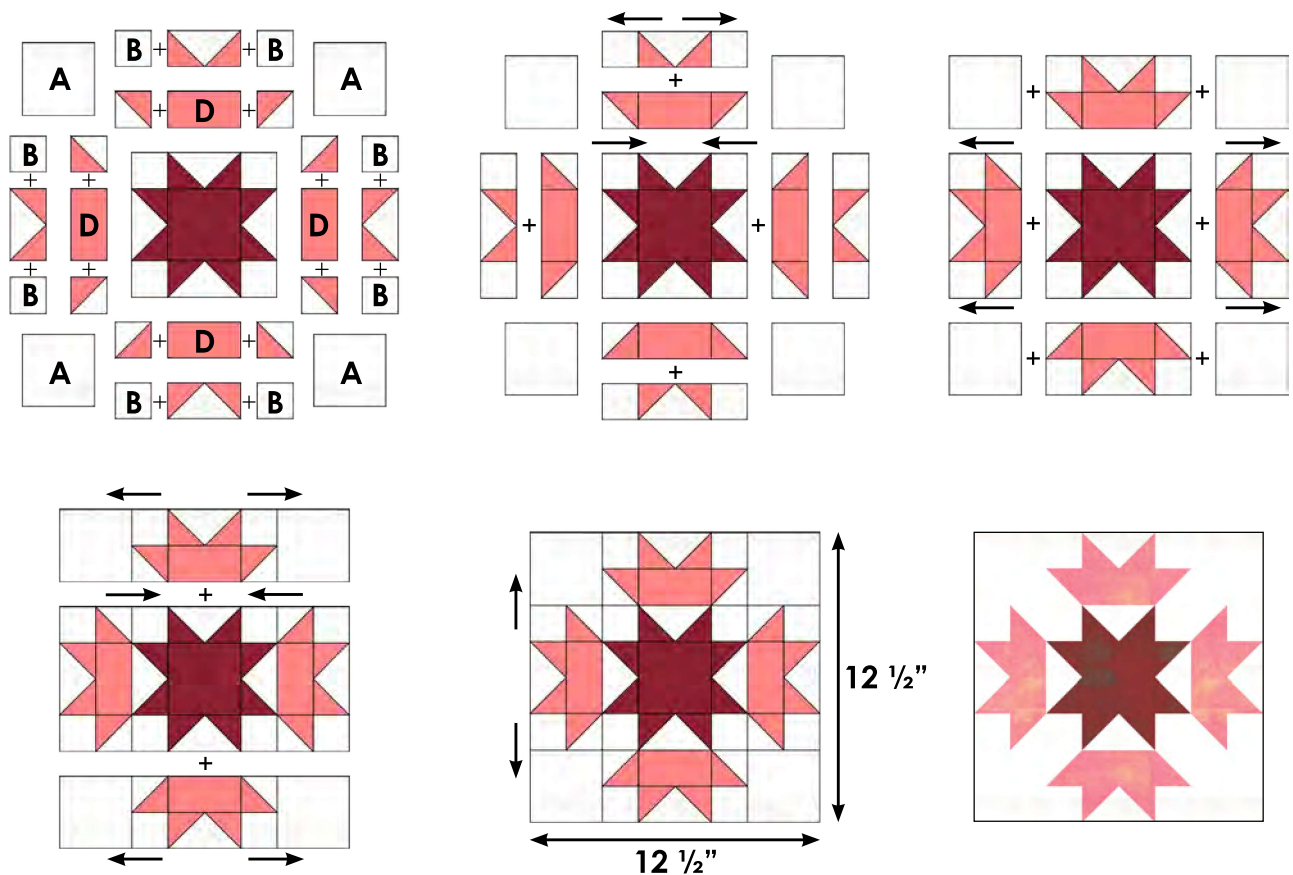 B + + B
A A
+ D +
B B
+ + + +
D D
+ + + +
B B
+ D +
A A
B + + B
+
+ +
+
+ +
+ +
+ +
+
+
12 ½”
12 ½”